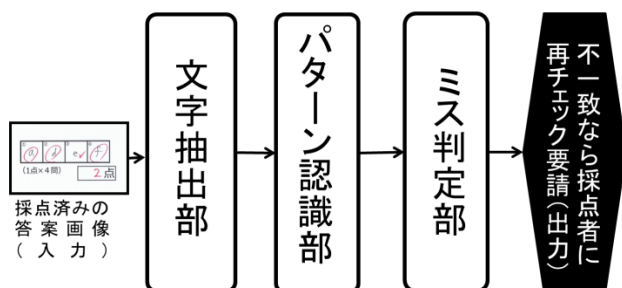 (1点×4問)
2点
採点済みの
答案画像
(入力)
文字抽出部
パターン認識部
ミス判定部
不一致なら採点者に
再チェック要請(出力)